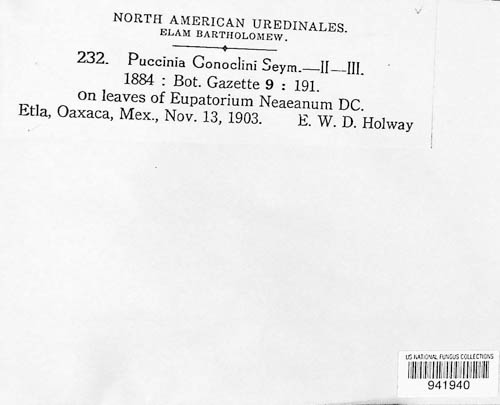 NORTH AMERICAN UREDINALES.
ELAM BARTHOLOMEW.
232. Puccinia Conoclini Seym.—II—III.
1884 : Bot. Gazette 9 : 191.
on leaves of Eupatorium Neaeanum DC.
Etla, Oaxaca, Mex., Nov. 13, 1903. E. W. D. Holway
US NATIONAL FUNGUS COLLECTIONS
941940